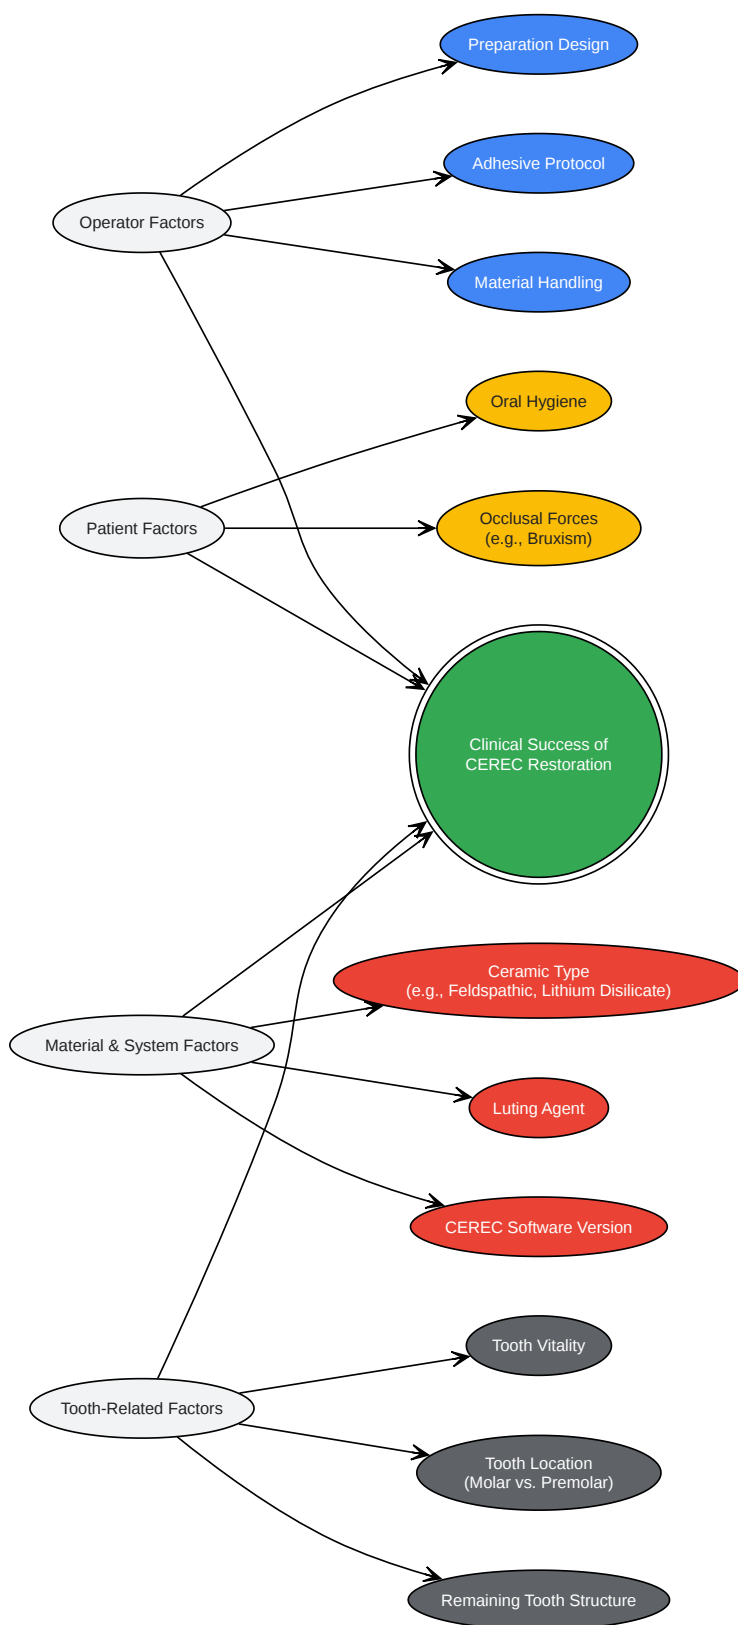 Preparation Design
Adhesive Protocol
Operator Factors
Material Handling
Oral Hygiene
Patient Factors
Occlusal Forces
(e.g., Bruxism)
Clinical Success of
CEREC Restoration
Ceramic Type
(e.g., Feldspathic, Lithium Disilicate)
Material & System Factors
Luting Agent
CEREC Software Version
Tooth Vitality
Tooth-Related Factors
Tooth Location
(Molar vs. Premolar)
Remaining Tooth Structure